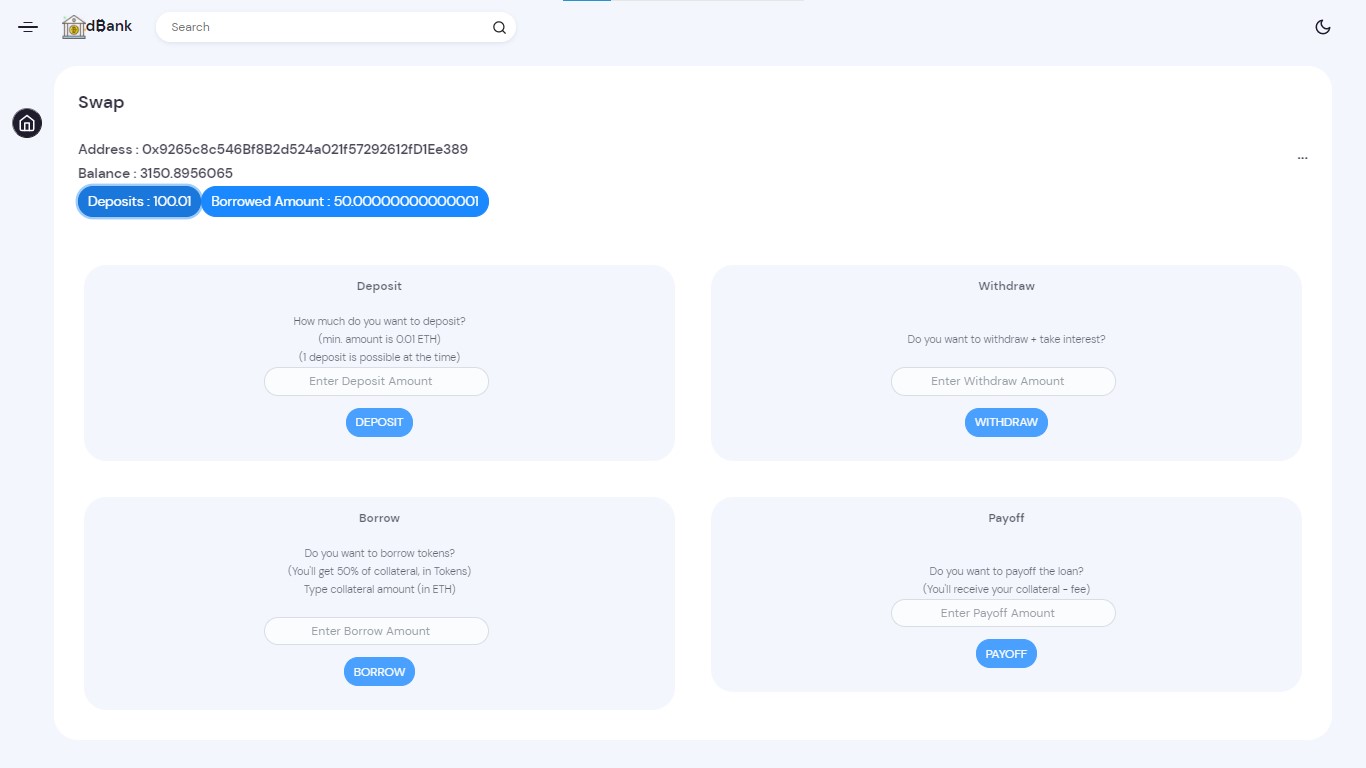 dBank
Search
Swap
Address : 0x9265c8c546Bf8B2d524a021f57292612fD1Ee389
...
Balance : 3150.8956065
Deposits : 100.01
Borrowed Amount : 50.00000000000001
Deposit
How much do you want to deposit?
(min. amount is 0.01 ETH)
(1 deposit is possible at the time)
Enter Deposit Amount
DEPOSIT
Withdraw
Do you want to withdraw + take interest?
Enter Withdraw Amount
WITHDRAW
Borrow
Do you want to borrow tokens?
(You'll get 50% of collateral, in Tokens)
Type collateral amount (in ETH)
Enter Borrow Amount
BORROW
Payoff
Do you want to payoff the loan?
(You'll receive your collateral - fee)
Enter Payoff Amount
PAYOFF